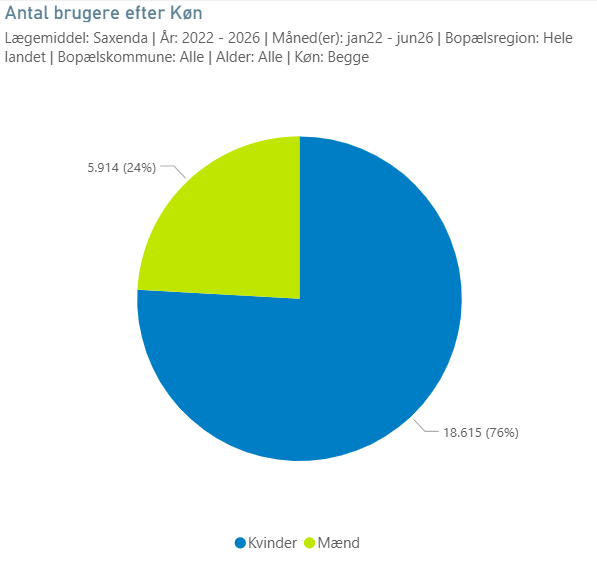 Antal brugere efter Køn
Lægemiddel: Saxenda | År: 2022 - 2026 | Måned(er): jan22 - jun26 | Bopælsregion: Hele
landet | Bopælskommune: Alle | Alder: Alle | Køn: Begge
5.914 (24%)
18.615 (76%)
Kvinder Mænd